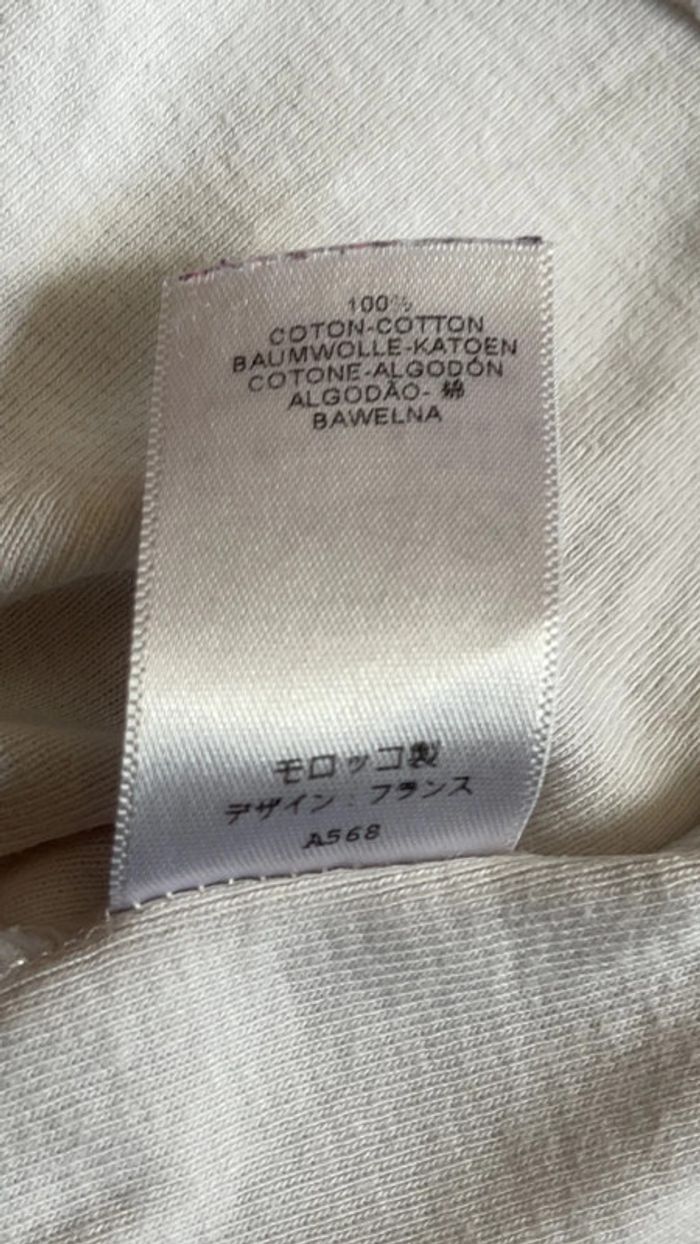 100%
COTON-COTTON
BAUMWOLLE-KATOEN
COTONE-ALGODÓN
ALGODÃO- 綿
BAWEŁNA
モロッコ製
デザイン：フランス
A568